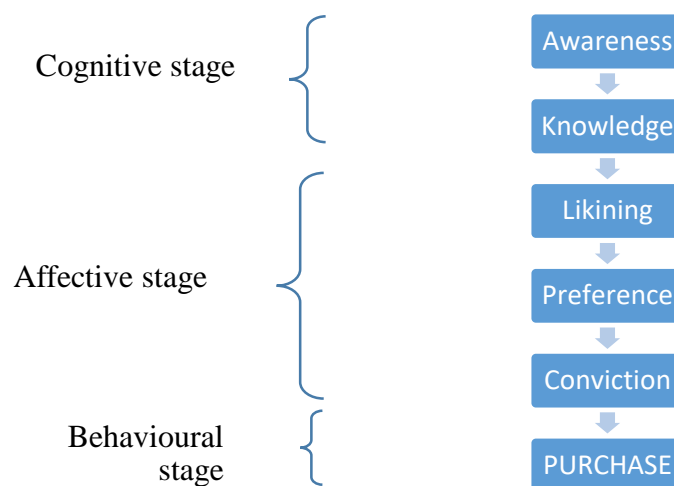 Cognitive stage
Awareness
Knowledge
Likining
Affective stage
Preference
Conviction
Behavioural
stage
PURCHASE